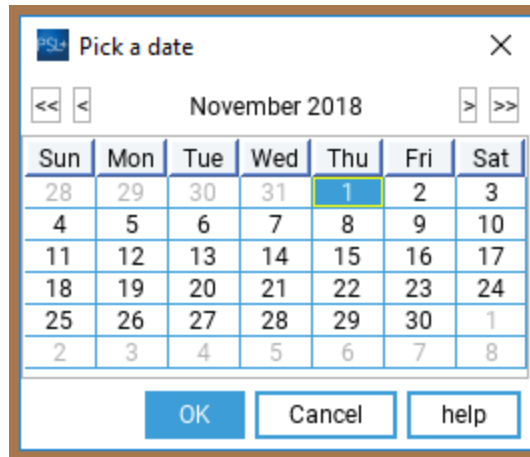 PSL+ Pick a date
<< < November 2018 > >>
Sun Mon Tue Wed Thu Fri Sat
28 29 30 31 1 2 3
4 5 6 7 8 9 10
11 12 13 14 15 16 17
18 19 20 21 22 23 24
25 26 27 28 29 30 1
2 3 4 5 6 7 8
OK Cancel help